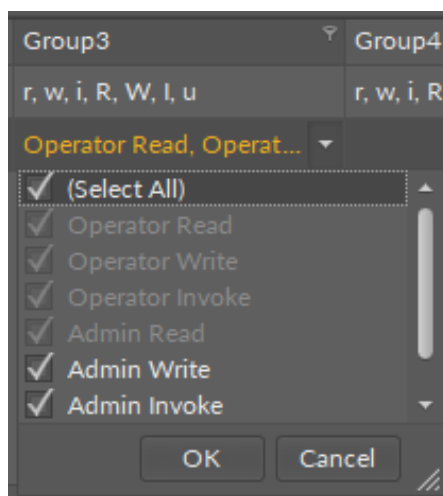 Group3 Group4
r, w, i, R, W, I, u r, w, i, R
Operator Read, Operat...
(Select All)
Operator Read
Operator Write
Operator Invoke
Admin Read
Admin Write
Admin Invoke
OK Cancel